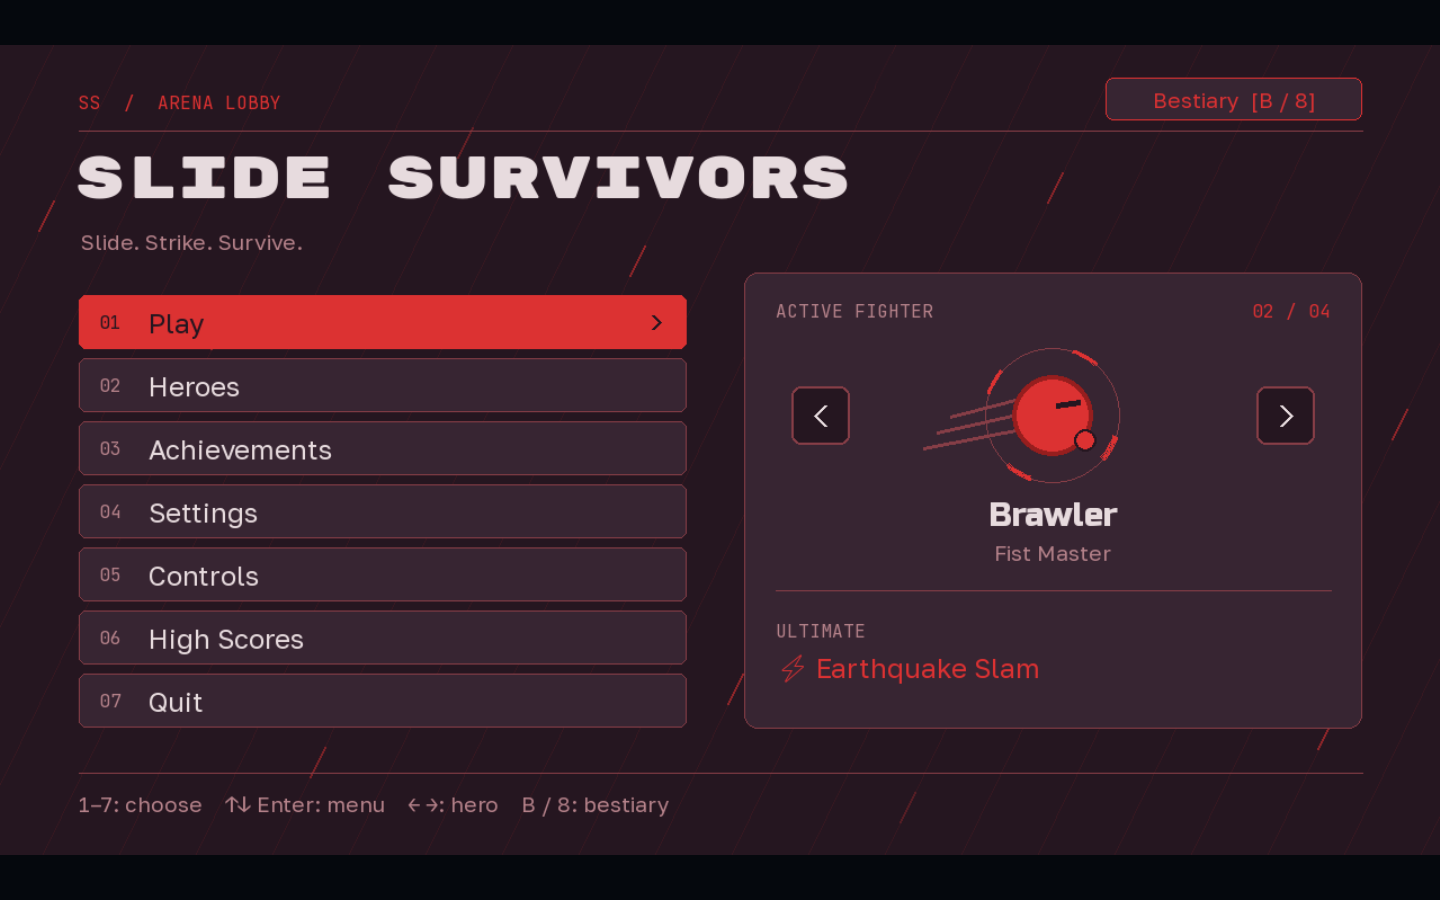 SS / ARENA LOBBY
Bestiary [B / 8]
SLIDE SURVIVORS
Slide. Strike. Survive.
01 Play
02 Heroes
03 Achievements
04 Settings
05 Controls
06 High Scores
07 Quit
ACTIVE FIGHTER
02 / 04
Brawler
Fist Master
ULTIMATE
Earthquake Slam
1–7: choose ↑↓ Enter: menu ←→: hero B / 8: bestiary